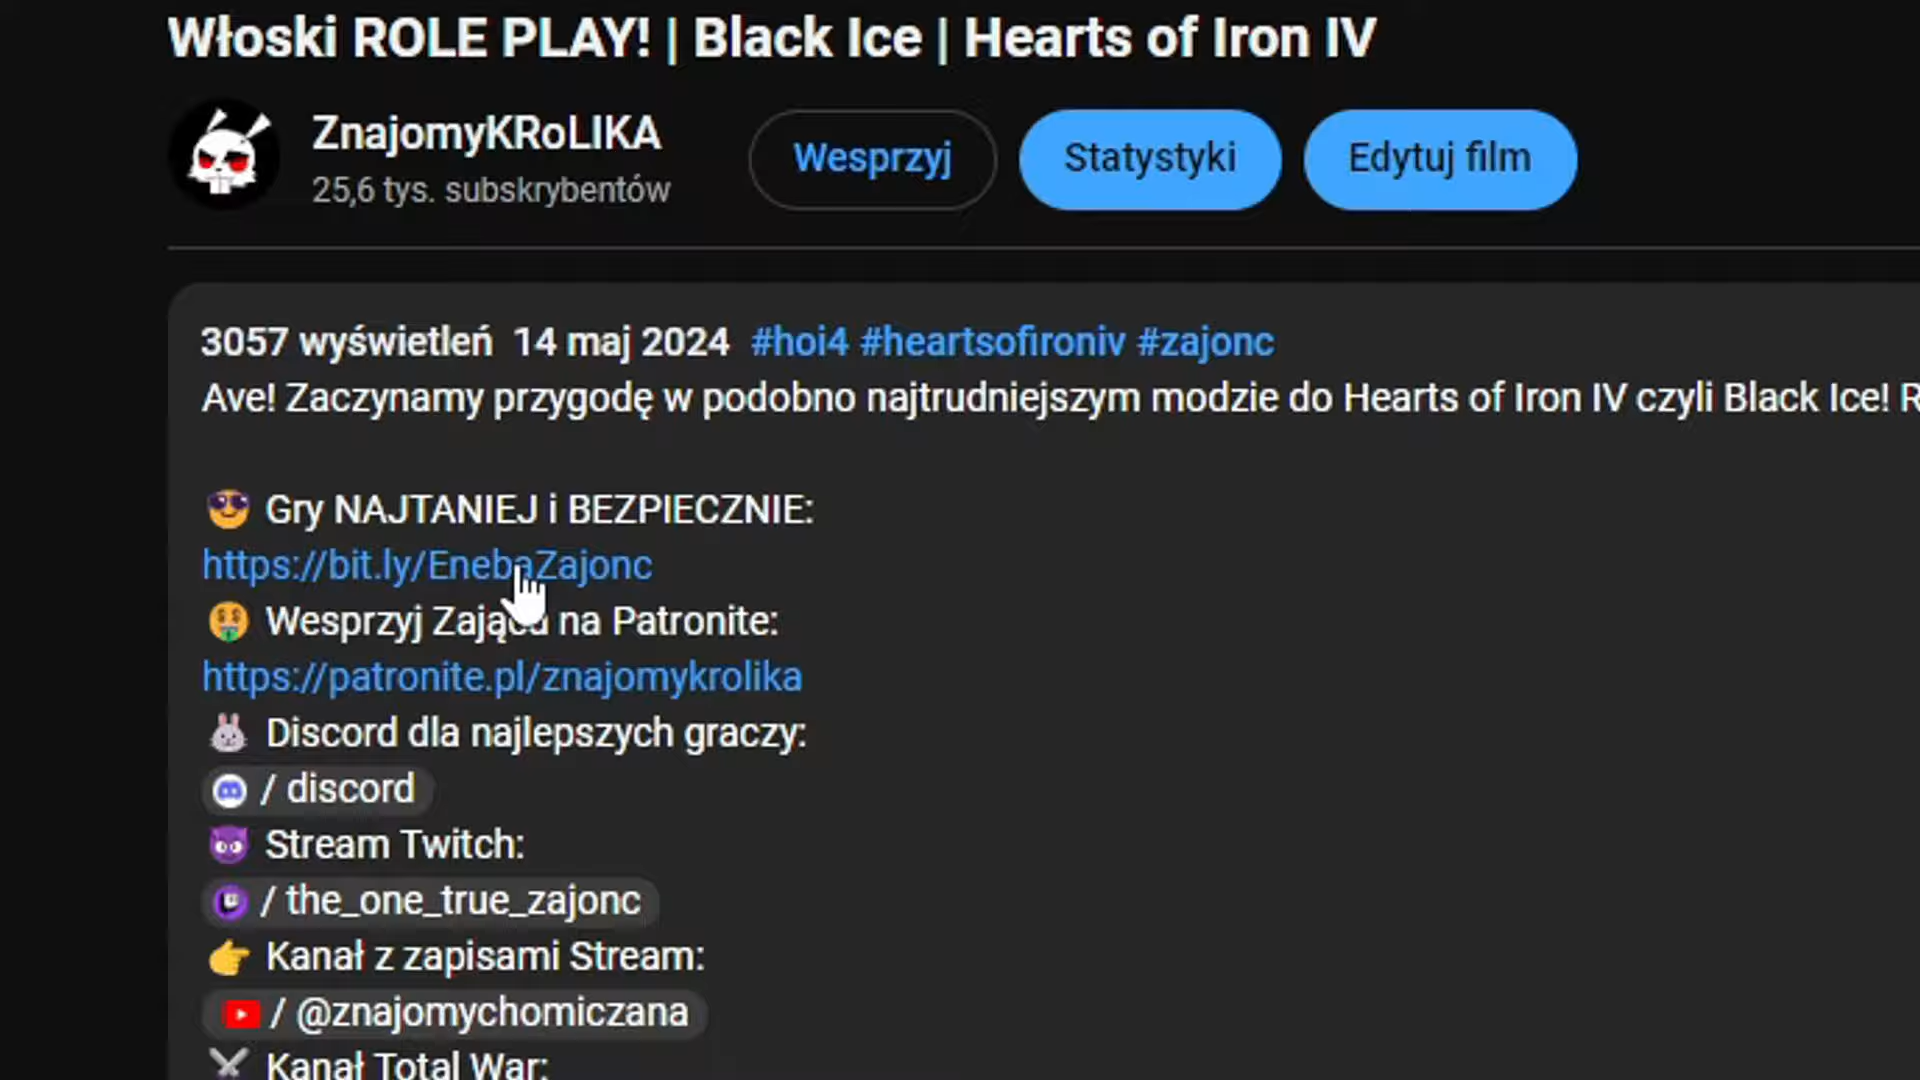 Włoski ROLE PLAY! | Black Ice | Hearts of Iron IV
ZnajomyKRoLIKA
25,6 tys. subskrybentów
Wesprzyj
Statystyki
Edytuj film
3057 wyświetleń 14 maj 2024 #hoi4 #heartsofironiv #zajonc
Ave! Zaczynamy przygodę w podobno najtrudniejszym modzie do Hearts of Iron IV czyli Black Ice! R
Gry NAJTANIEJ i BEZPIECZNIE:
https://bit.ly/EnebaZajonc
Wesprzyj Zająca na Patronite:
https://patronite.pl/znajomykrolika
Discord dla najlepszych graczy:
/ discord
Stream Twitch:
/ the_one_true_zajonc
Kanał z zapisami Stream:
/ @znajomychomiczana
Kanał Total War: